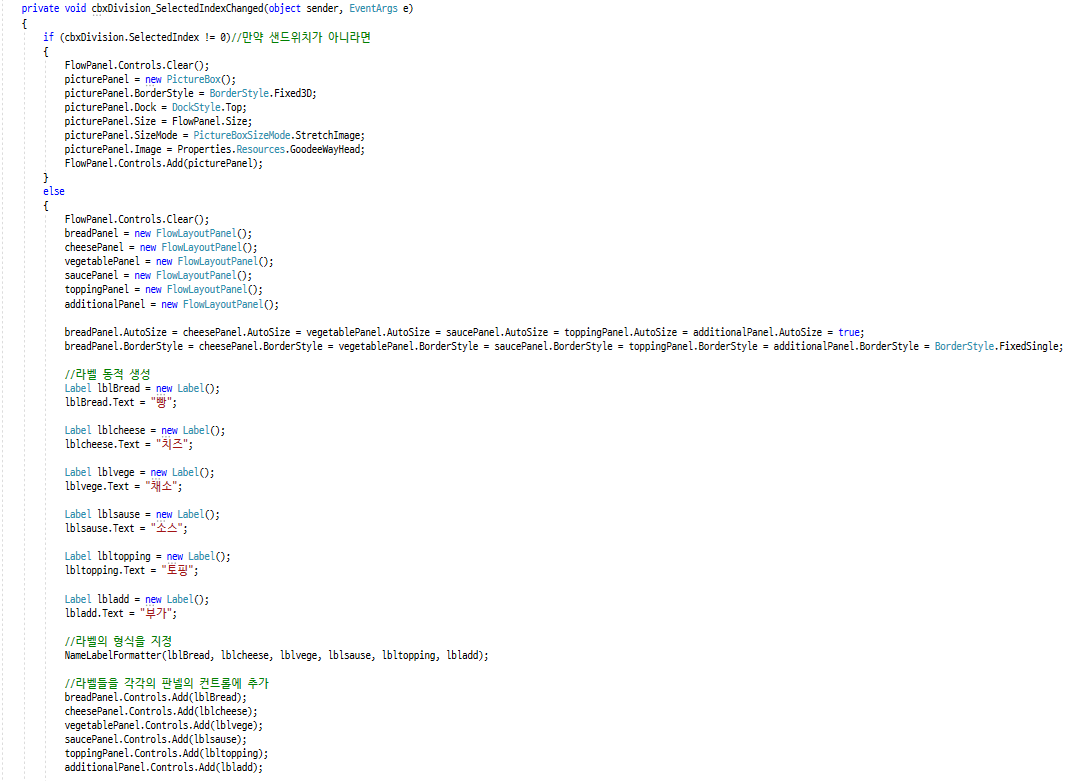 private void cbxDivision_SelectedIndexChanged(object sender, EventArgs e)
{
if (cbxDivision.SelectedIndex != 0)//만약 샌드위치가 아니라면
{
FlowPanel.Controls.Clear();
picturePanel = new PictureBox();
picturePanel.BorderStyle = BorderStyle.Fixed3D;
picturePanel.Dock = DockStyle.Top;
picturePanel.Size = FlowPanel.Size;
picturePanel.SizeMode = PictureBoxSizeMode.StretchImage;
picturePanel.Image = Properties.Resources.GoodeeWayHead;
FlowPanel.Controls.Add(picturePanel);
}
else
{
FlowPanel.Controls.Clear();
breadPanel = new FlowLayoutPanel();
cheesePanel = new FlowLayoutPanel();
vegetablePanel = new FlowLayoutPanel();
saucePanel = new FlowLayoutPanel();
toppingPanel = new FlowLayoutPanel();
additionalPanel = new FlowLayoutPanel();
breadPanel.AutoSize = cheesePanel.AutoSize = vegetablePanel.AutoSize = saucePanel.AutoSize = toppingPanel.AutoSize = additionalPanel.AutoSize = true;
breadPanel.BorderStyle = cheesePanel.BorderStyle = vegetablePanel.BorderStyle = saucePanel.BorderStyle = toppingPanel.BorderStyle = additionalPanel.BorderStyle = BorderStyle.FixedSingle;
//라벨 동적 생성
Label lblBread = new Label();
lblBread.Text = "빵";
Label lblcheese = new Label();
lblcheese.Text = "치즈";
Label lblvege = new Label();
lblvege.Text = "채소";
Label lblsause = new Label();
lblsause.Text = "소스";
Label lbltopping = new Label();
lbltopping.Text = "토핑";
Label lbladd = new Label();
lbladd.Text = "부가";
//라벨의 형식을 지정
NameLabelFormatter(lblBread, lblcheese, lblvege, lblsause, lbltopping, lbladd);
//라벨들을 각각의 판넬의 컨트롤에 추가
breadPanel.Controls.Add(lblBread);
cheesePanel.Controls.Add(lblcheese);
vegetablePanel.Controls.Add(lblvege);
saucePanel.Controls.Add(lblsause);
toppingPanel.Controls.Add(lbltopping);
additionalPanel.Controls.Add(lbladd);